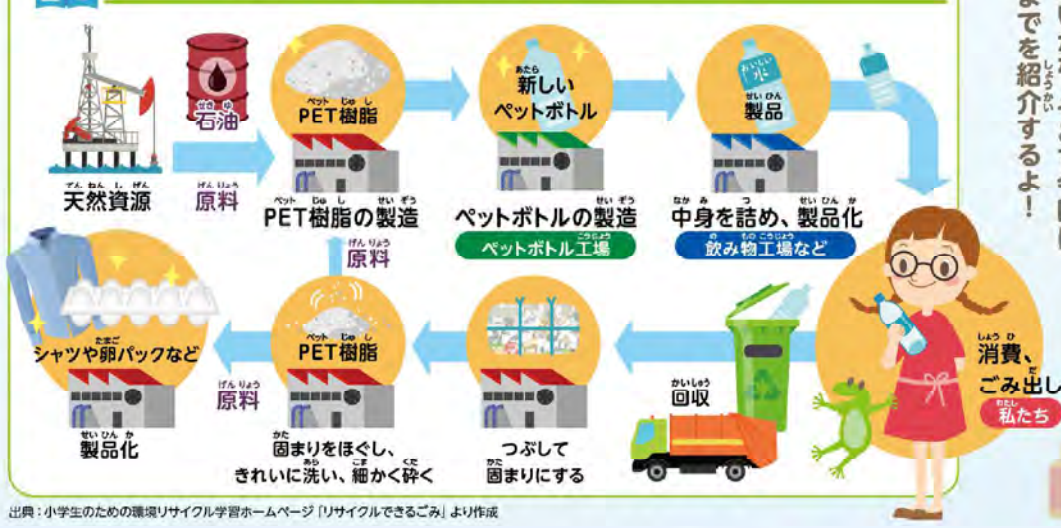 石油
PET樹脂
新しい
ペットボトル
おいしい
水
製品
天然資源
原料
PET樹脂の製造
ペットボトルの製造
ペットボトル工場
中身を詰め、製品化
飲み物工場など
原料
消費、
ごみ出し
私たち
回収
つぶして
固まりにする
PET樹脂
固まりをほぐし、
きれいに洗い、細かく砕く
原料
シャツや卵パックなど
製品化
までを紹介するよ!
出典:小学生のための環境リサイクル学習ホームページ「リサイクルできるごみ」より作成